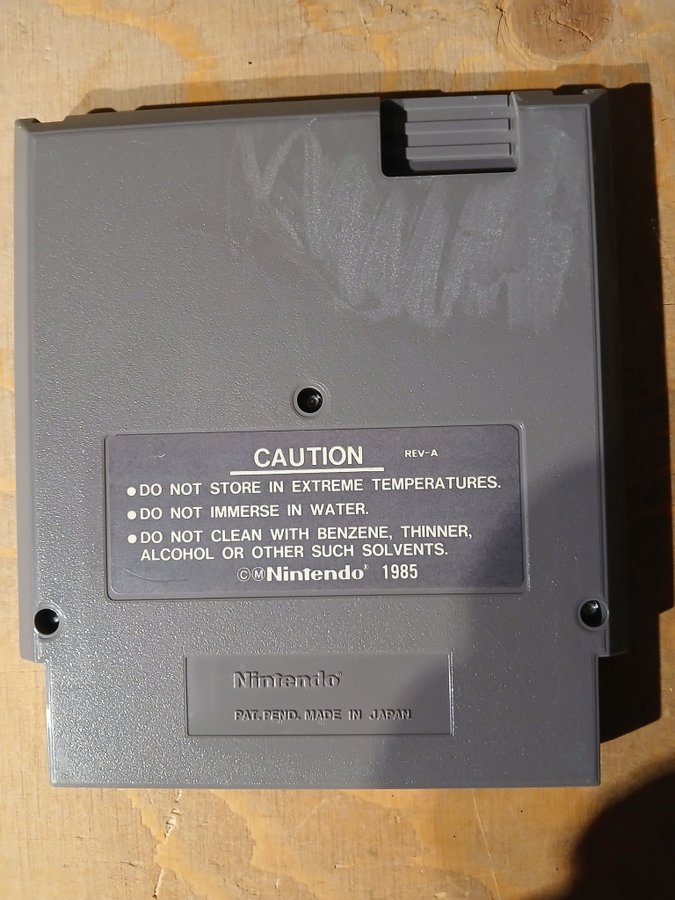 CAUTION REV-A
●DO NOT STORE IN EXTREME TEMPERATURES.
●DO NOT IMMERSE IN WATER.
●DO NOT CLEAN WITH BENZENE, THINNER,
ALCOHOL OR OTHER SUCH SOLVENTS.
ⒸⓂNintendo® 1985
Nintendo®
PAT. PEND. MADE IN JAPAN